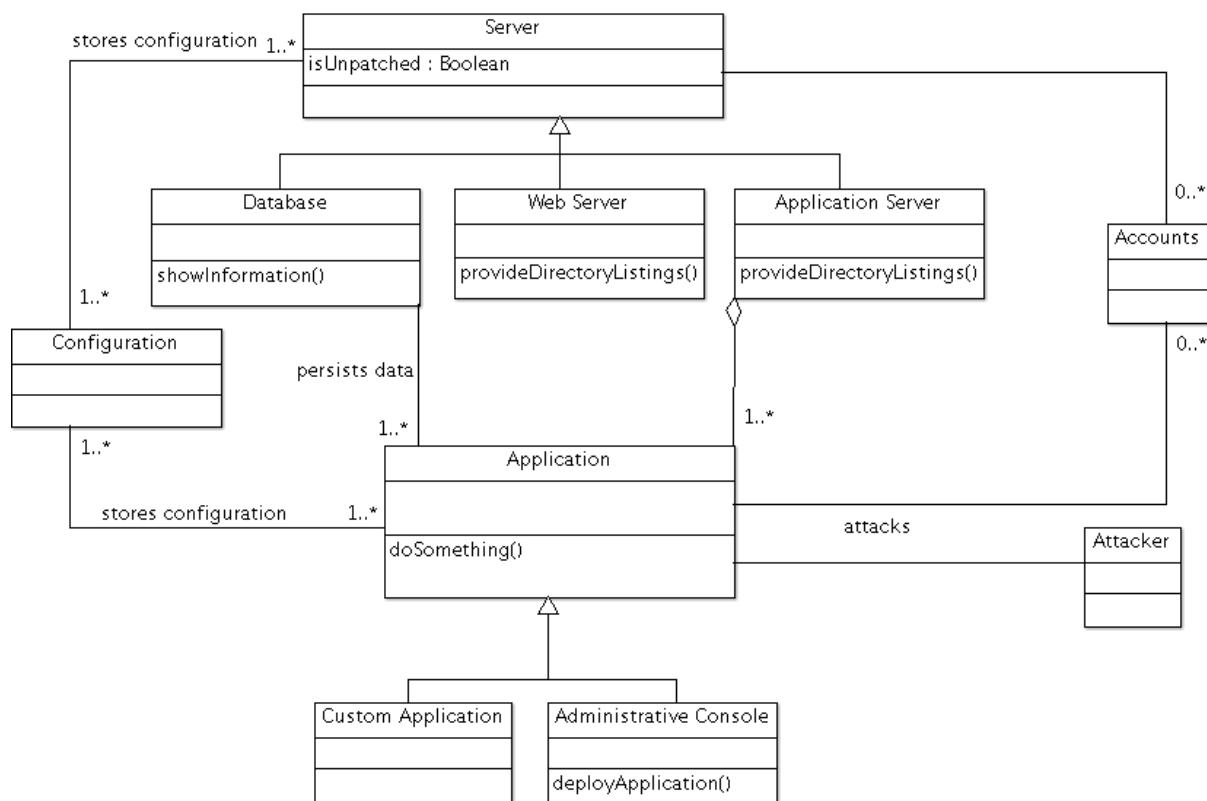 Server
stores configuration
1..*
isUnpatched : Boolean
Database
Web Server
Application Server
0..*
Accounts
showInformation()
provideDirectoryListings()
provideDirectoryListings()
1..*
Configuration
0..*
persists data
1..*
1..*
1..*
Application
stores configuration
1..*
attacks
doSomething()
Attacker
Custom Application
Administrative Console
deployApplication()